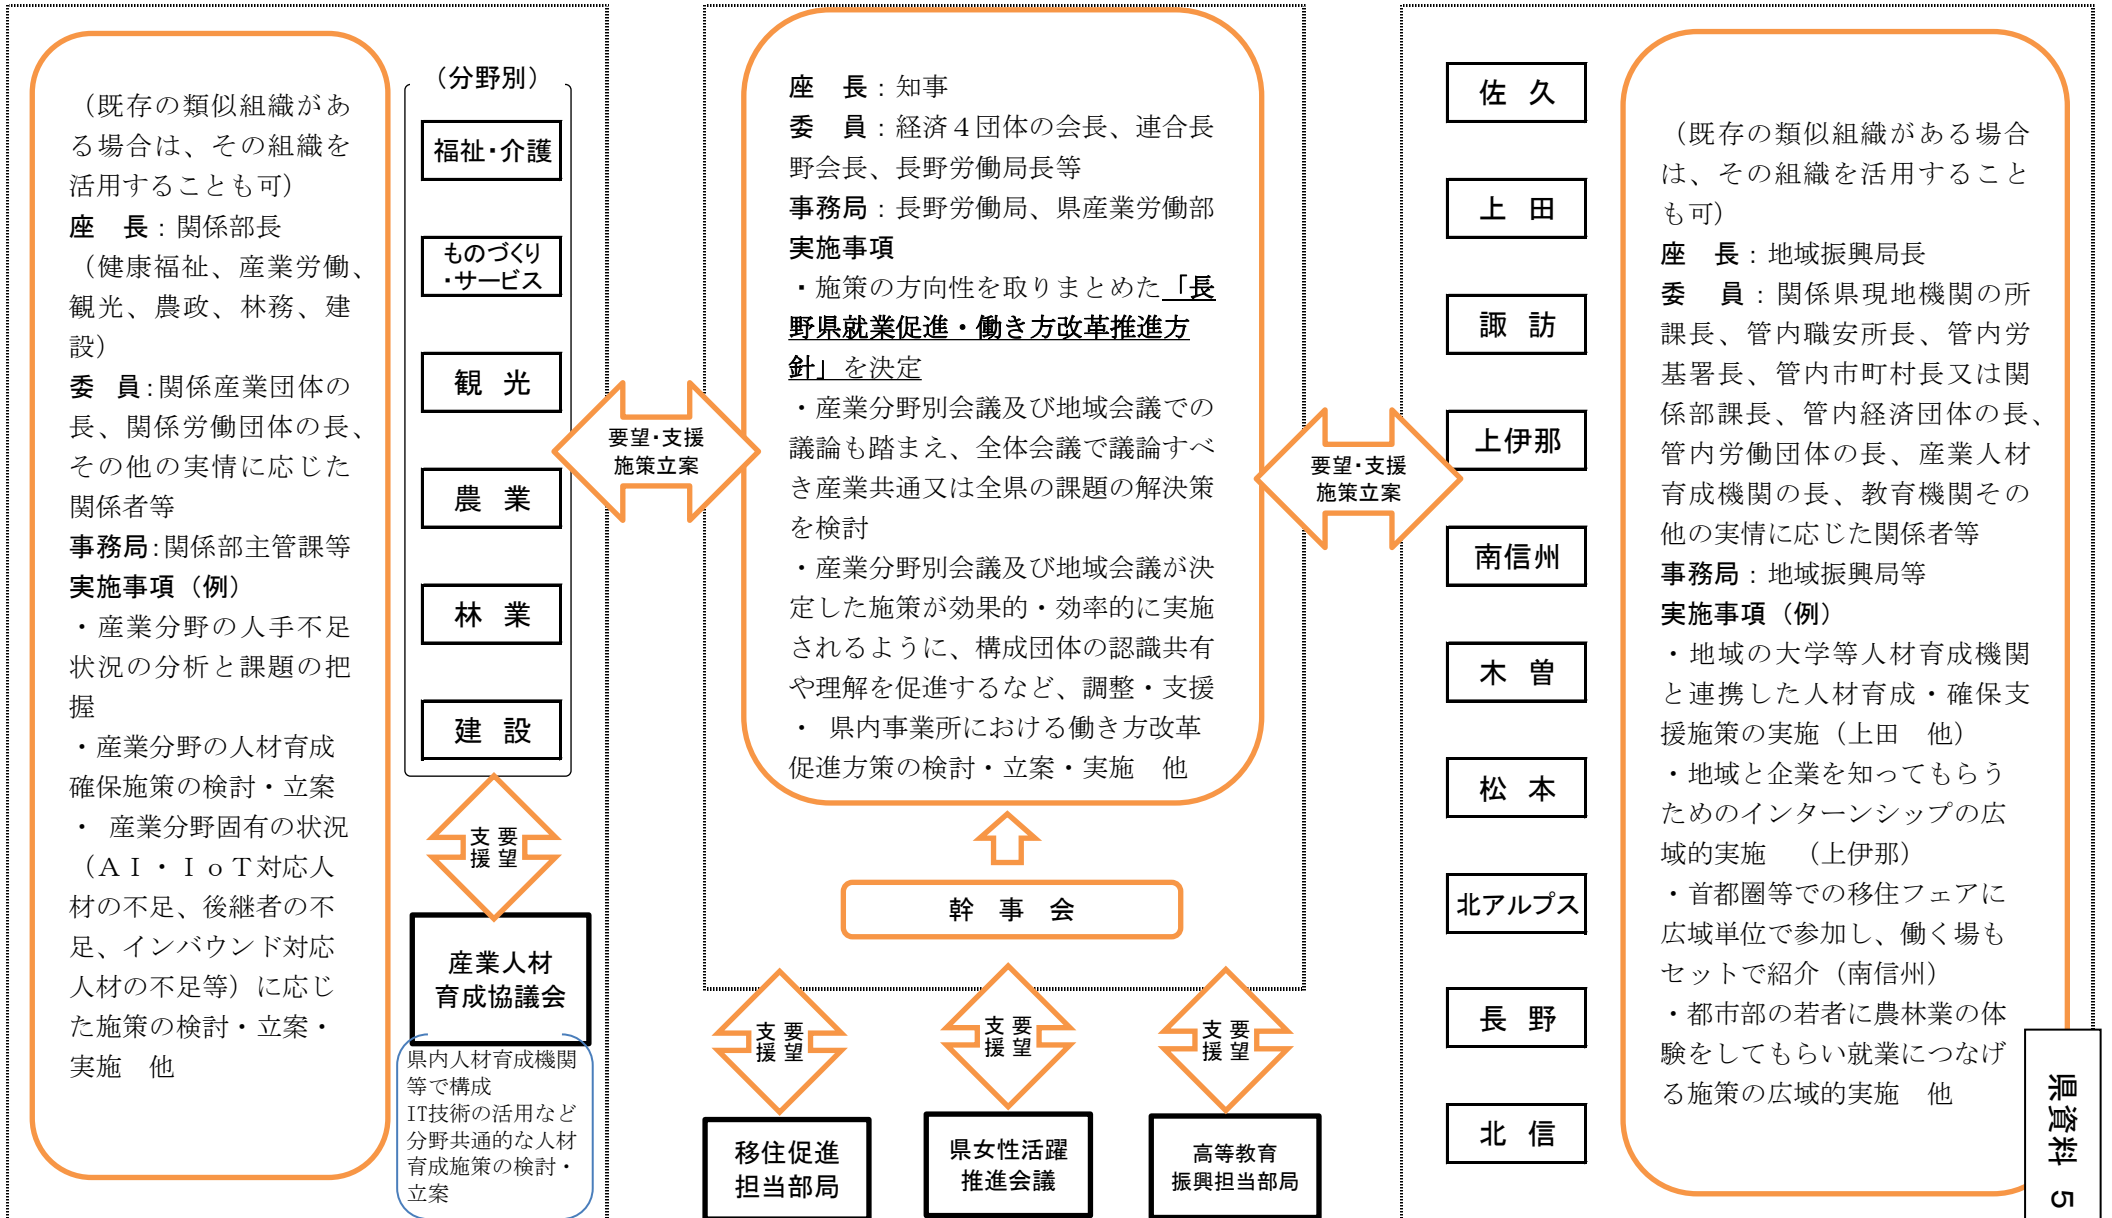 （既存の類似組織があ
る場合は、その組織を
活用することも可）
座　長：関係部長
（健康福祉、産業労働、
観光、農政、林務、建
設）
委　員：関係産業団体の
長、関係労働団体の長、
その他の実情に応じた
関係者等
事務局：関係部主管課等
実施事項（例）
・産業分野の人手不足
状況の分析と課題の把
握
・産業分野の人材育成
確保施策の検討・立案
・ 産業分野固有の状況
（ＡＩ・ＩｏＴ対応人
材の不足、後継者の不
足、インバウンド対応
人材の不足等）に応じ
た施策の検討・立案・
実施　他
（分野別）
福祉・介護
ものづくり
・サービス
観　光
農　業
林　業
建　設
要望
支援
産業人材
育成協議会
県内人材育成機関
等で構成
IT技術の活用など
分野共通的な人材
育成施策の検討・
立案
要望・支援
施策立案
座　長：知事
委　員：経済４団体の会長、連合長
野会長、長野労働局長等
事務局：長野労働局、県産業労働部
実施事項
・施策の方向性を取りまとめた「長
野県就業促進・働き方改革推進方
針」を決定
・産業分野別会議及び地域会議での
議論も踏まえ、全体会議で議論すべ
き産業共通又は全県の課題の解決策
を検討
・産業分野別会議及び地域会議が決
定した施策が効果的・効率的に実施
されるように、構成団体の認識共有
や理解を促進するなど、調整・支援
・ 県内事業所における働き方改革
促進方策の検討・立案・実施　他
幹　事　会
要望
支援
要望
支援
要望
支援
移住促進
担当部局
県女性活躍
推進会議
高等教育
振興担当部局
要望・支援
施策立案
佐　久
上　田
諏　訪
上伊那
南信州
木　曽
松　本
北アルプス
長　野
北　信
（既存の類似組織がある場合
は、その組織を活用すること
も可）
座　長：地域振興局長
委　員：関係県現地機関の所
課長、管内職安所長、管内労
基署長、管内市町村長又は関
係部課長、管内経済団体の長、
管内労働団体の長、産業人材
育成機関の長、教育機関その
他の実情に応じた関係者等
事務局：地域振興局等
実施事項（例）
・地域の大学等人材育成機関
と連携した人材育成・確保支
援施策の実施（上田　他）
・地域と企業を知ってもらう
ためのインターンシップの広
域的実施　（上伊那）
・首都圏等での移住フェアに
広域単位で参加し、働く場も
セットで紹介（南信州）
・都市部の若者に農林業の体
験をしてもらい就業につなげ
る施策の広域的実施　他
県資料　5